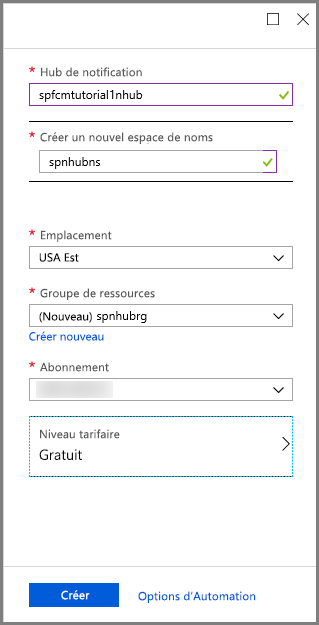 * Hub de notification
spfcmtutorial1nhub
* Créer un nouvel espace de noms
spnhubns
* Emplacement
USA Est
* Groupe de ressources
(Nouveau) spnhubrg
Créer nouveau
* Abonnement
Niveau tarifaire
Gratuit
Créer
Options d'Automation